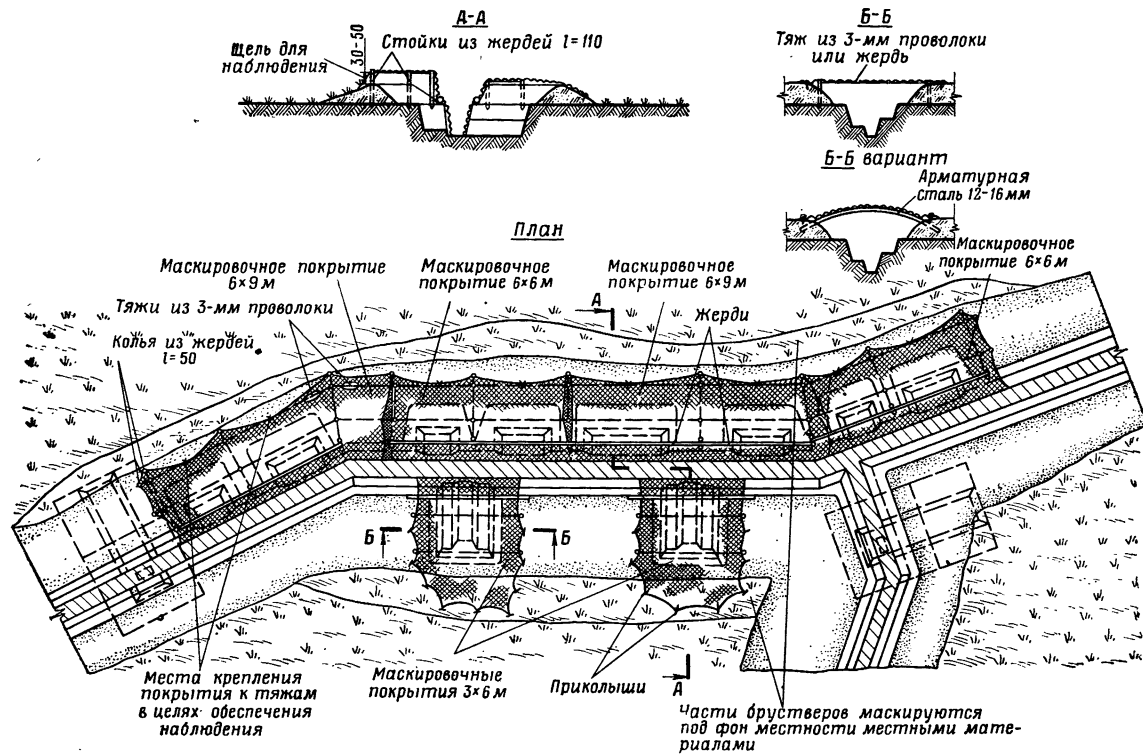 А-А
Щель для
наблюдения
30-50
Стойки из жердей l=110
Б-Б
Тяж из 3-мм проволоки
или жердь
Б-Б вариант
Арматурная
сталь 12-16 мм
План
Маскировочное покрытие
6×9 м
Маскировочное
покрытие 6×6 м
Маскировочное
покрытие 6×9 м
Маскировочное
покрытие 6×6 м
Тяжи из 3-мм проволоки
А
Жерди
Колья из жердей
l=50
Б
Б
Места крепления
покрытия к тяжам
в целях обеспечения
наблюдения
Маскировочные
покрытия 3×6 м
Приколыши
А
Части брустверов маскируются
под фон местности местными мате-
риалами